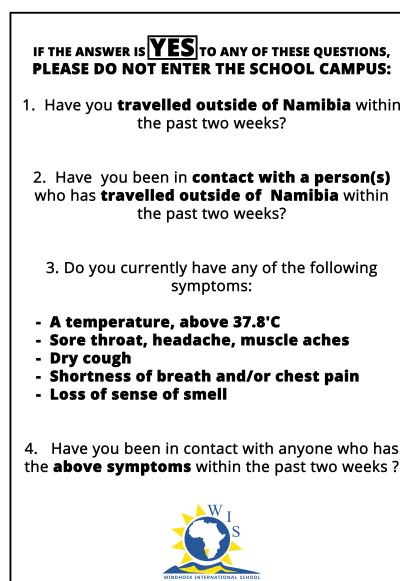 IF THE ANSWER IS YES TO ANY OF THESE QUESTIONS,
PLEASE DO NOT ENTER THE SCHOOL CAMPUS:
1. Have you travelled outside of Namibia within
the past two weeks?
2. Have you been in contact with a person(s)
who has travelled outside of Namibia within
the past two weeks?
3. Do you currently have any of the following
symptoms:
- A temperature, above 37.8'C
- Sore throat, headache, muscle aches
- Dry cough
- Shortness of breath and/or chest pain
- Loss of sense of smell
4. Have you been in contact with anyone who has
the above symptoms within the past two weeks ?
W I S
WINDHOEK INTERNATIONAL SCHOOL